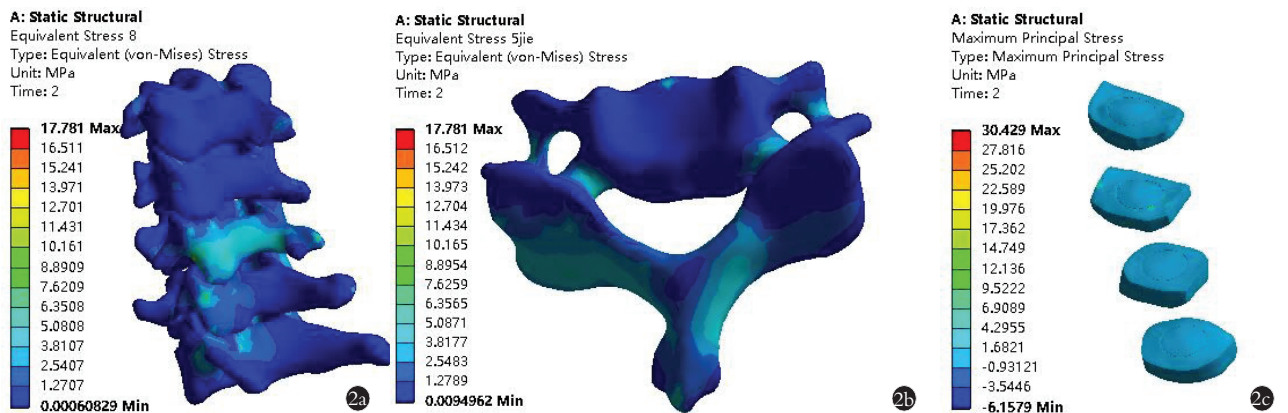 A: Static Structural
Equivalent Stress 8
Type: Equivalent (von-Mises) Stress
Unit: MPa
Time: 2
17.781 Max
16.511
15.241
13.971
12.701
11.431
10.161
8.8909
7.6209
6.3508
5.0808
3.8107
2.5407
1.2707
0.00060829 Min
2a
A: Static Structural
Equivalent Stress 5jie
Type: Equivalent (von-Mises) Stress
Unit: MPa
Time: 2
17.781 Max
16.512
15.242
13.973
12.704
11.434
10.165
8.8954
7.6259
6.3565
5.0871
3.8177
2.5483
1.2789
0.0094962 Min
2b
A: Static Structural
Maximum Principal Stress
Type: Maximum Principal Stress
Unit: MPa
Time: 2
30.429 Max
27.816
25.202
22.589
19.976
17.362
14.749
12.136
9.5222
6.9089
4.2955
1.6821
-0.93121
-3.5446
-6.1579 Min
2c